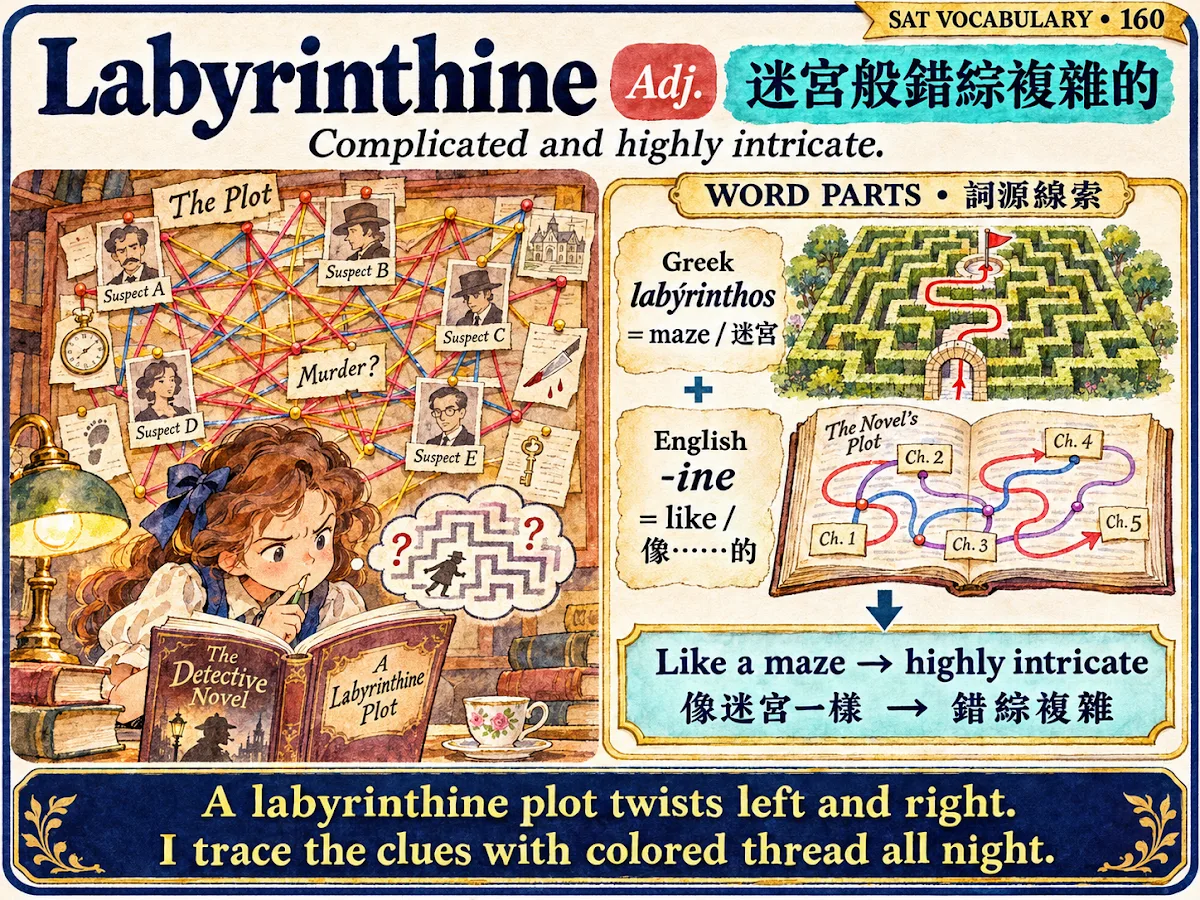 SAT VOCABULARY • 160
Labyrinthine
Adj.
迷宮般錯綜複雜的
Complicated and highly intricate.
The Plot
Suspect A
Suspect B
Suspect C
Murder?
Suspect D
Suspect E
?
?
The
Detective
Novel
A
Labyrinthine
Plot
WORD PARTS • 詞源線索
Greek
labýrinthos
= maze / 迷宮
+
English
-ine
= like /
像……的
The Novel's
Plot
Ch. 1
Ch. 2
Ch. 3
Ch. 4
Ch. 5
Like a maze → highly intricate
像迷宮一樣 → 錯綜複雜
A labyrinthine plot twists left and right.
I trace the clues with colored thread all night.